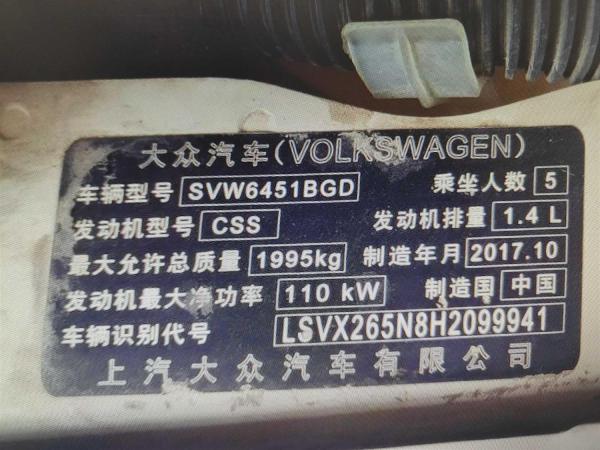 大众汽车(VOLKSWAGEN)
车辆型号 SVW6451BGD 乘坐人数 5
发动机型号 CSS 发动机排量 1.4 L
最大允许总质量 1995kg 制造年月 2017.10
发动机最大净功率 110 kW 制造国 中国
车辆识别代号 LSVX265N8H2099941
上汽大众汽车有限公司